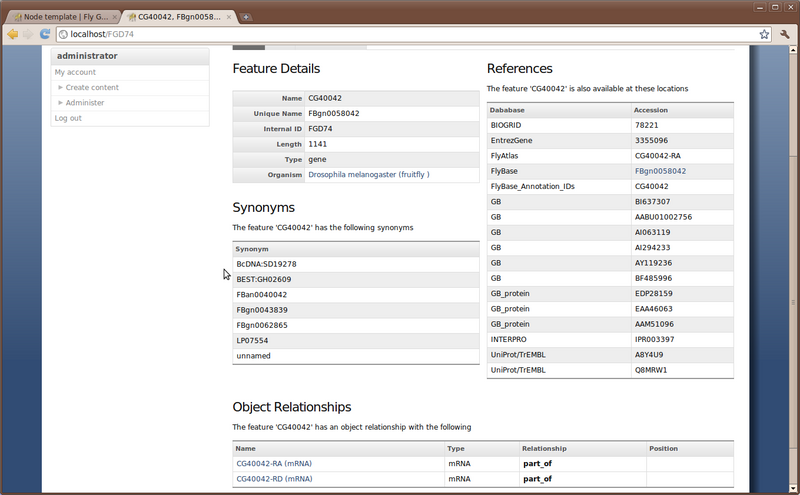 Node template | Fly G...
CG40042, FBgn0058...
localhost/FGD74
administrator
My account
Create content
Administer
Log out
Feature Details
Name CG40042
Unique Name FBgn0058042
Internal ID FGD74
Length 1141
Type gene
Organism Drosophila melanogaster (fruitfly )
Synonyms
The feature 'CG40042' has the following synonyms
Synonym
BcDNA:SD19278
BEST:GH02609
FBan0040042
FBgn0043839
FBgn0062865
LP07554
unnamed
References
The feature 'CG40042' is also available at these locations
Dababase Accession
BIOGRID 78221
EntrezGene 3355096
FlyAtlas CG40042-RA
FlyBase FBgn0058042
FlyBase_Annotation_IDs CG40042
GB BI637307
GB AABU01002756
GB AI063119
GB AI294233
GB AY119236
GB BF485996
GB_protein EDP28159
GB_protein EAA46063
GB_protein AAM51096
INTERPRO IPR003397
UniProt/TrEMBL A8Y4U9
UniProt/TrEMBL Q8MRW1
Object Relationships
The feature 'CG40042' has an object relationship with the following
Name Type Relationship Position
CG40042-RA (mRNA) mRNA part_of
CG40042-RD (mRNA) mRNA part_of